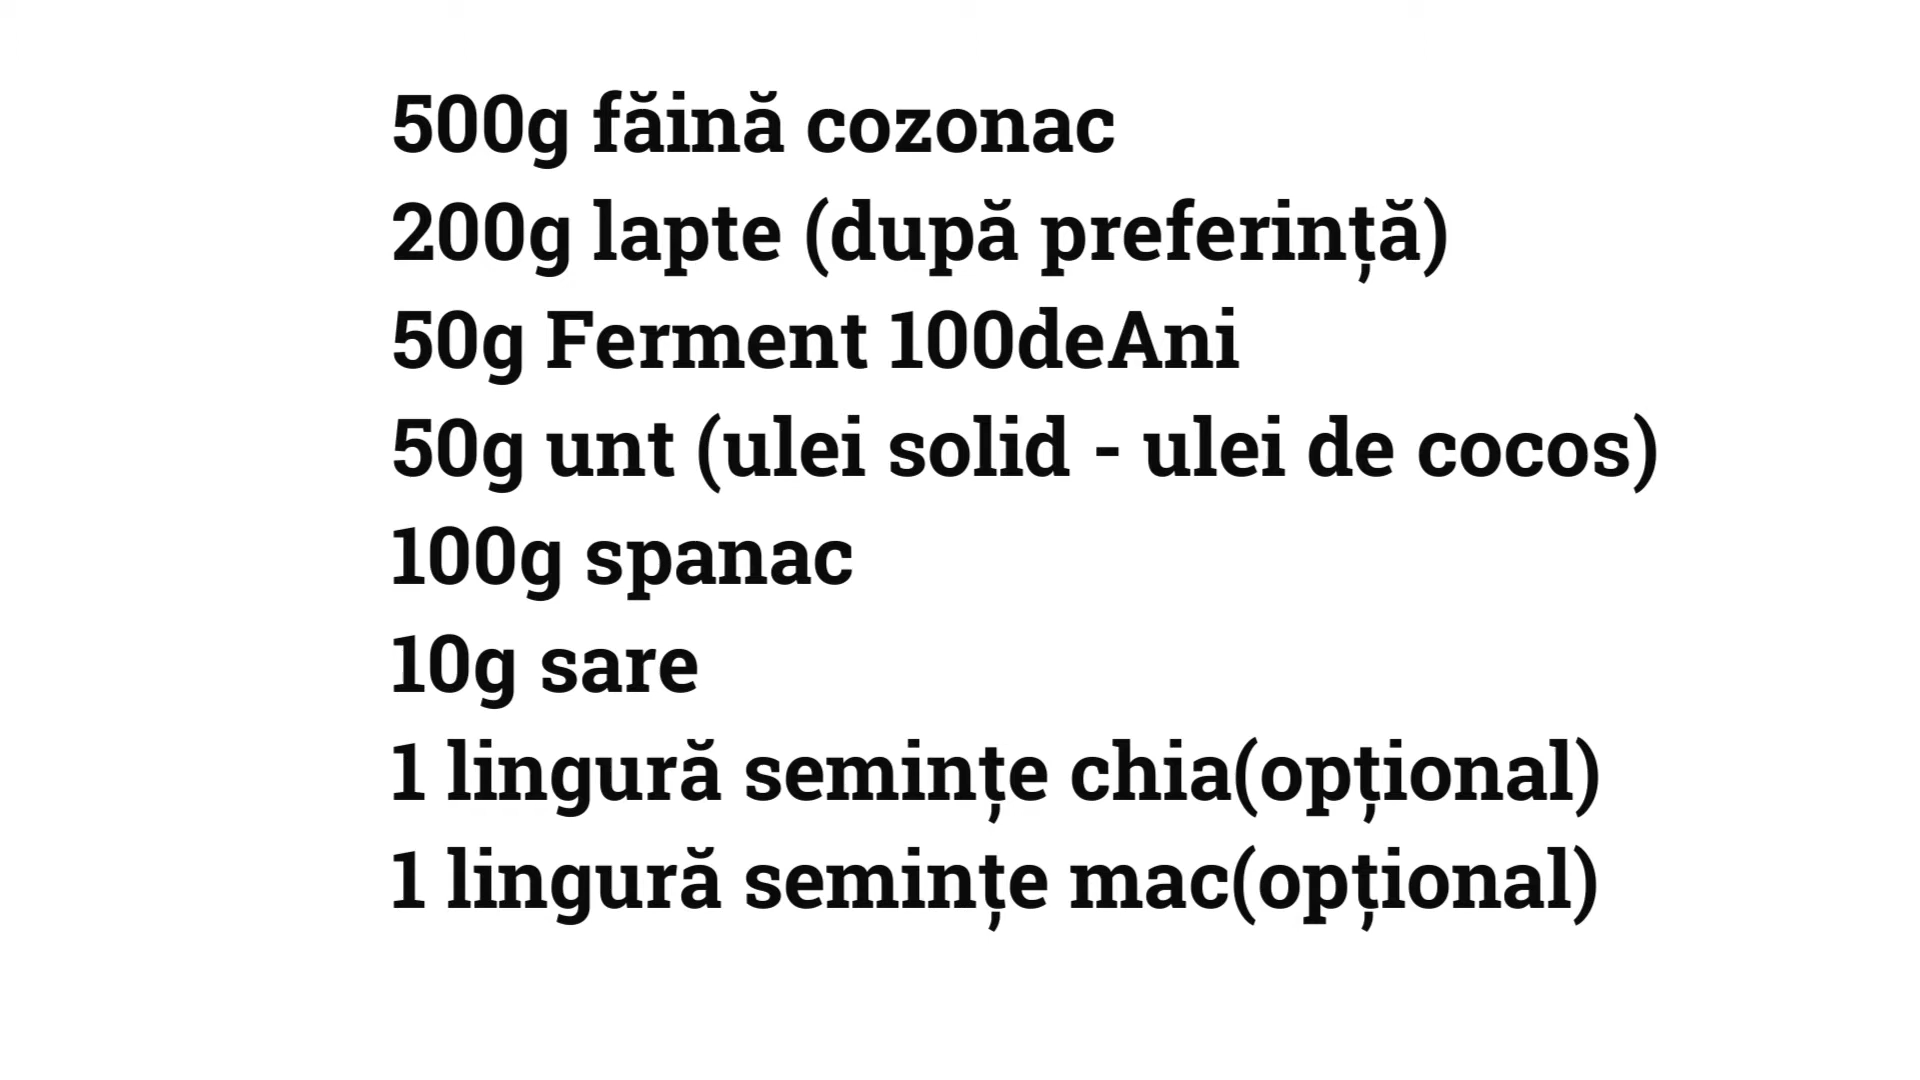 500g făină cozonac
200g lapte (după preferință)
50g Ferment 100deAni
50g unt (ulei solid - ulei de cocos)
100g spanac
10g sare
1 lingură semințe chia(opțional)
1 lingură semințe mac(opțional)